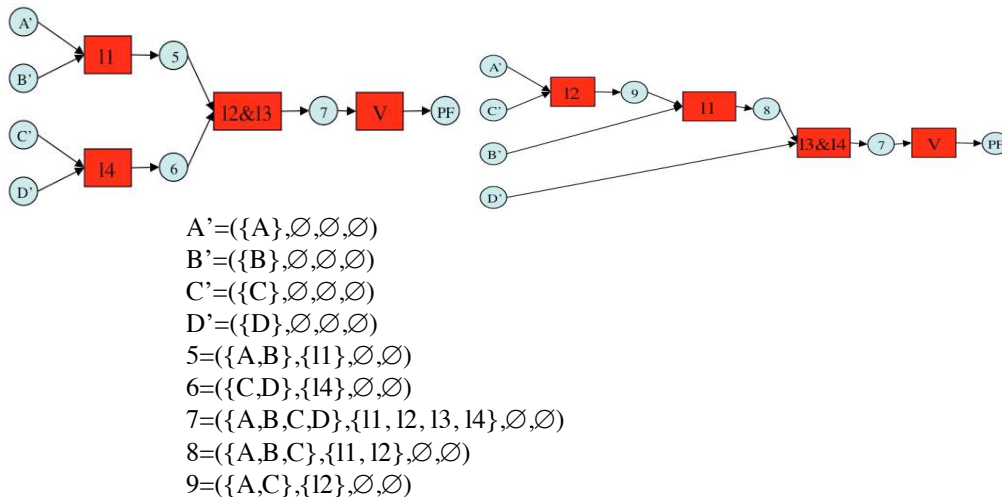 A'
B'
l1
5
C'
D'
l4
6
l2&l3
7
V
PF
A'
C'
l2
9
B'
l1
8
D'
l3&l4
7
V
PF
A'=({A},∅,∅,∅)
B'=({B},∅,∅,∅)
C'=({C},∅,∅,∅)
D'=({D},∅,∅,∅)
5=({A,B},{l1},∅,∅)
6=({C,D},{l4},∅,∅)
7=({A,B,C,D},{l1, l2, l3, l4},∅,∅)
8=({A,B,C},{l1, l2},∅,∅)
9=({A,C},{l2},∅,∅)